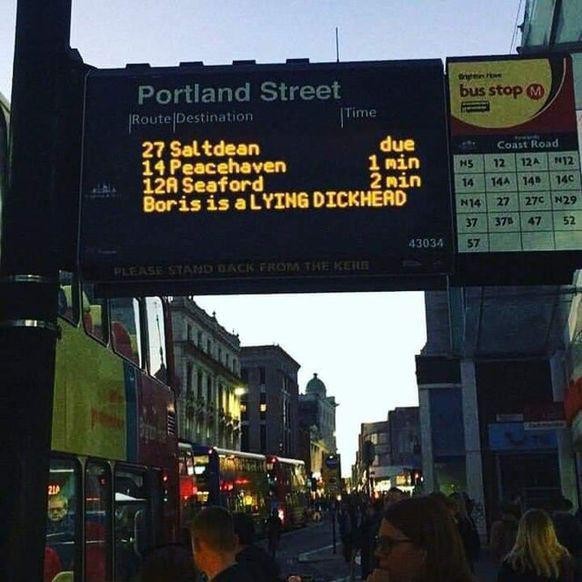 Portland Street
Route Destination Time
27 Saltdean due
14 Peacehaven 1 min
12A Seaford 2 min
Boris is a LYING DICKHEAD
43034
PLEASE STAND BACK FROM THE KERB
Brighton & Hove
bus stop M
Coast Road
N5 12 12A N12
14 14A 14B 14C
N14 27 27C N29
37 37B 47 52
57